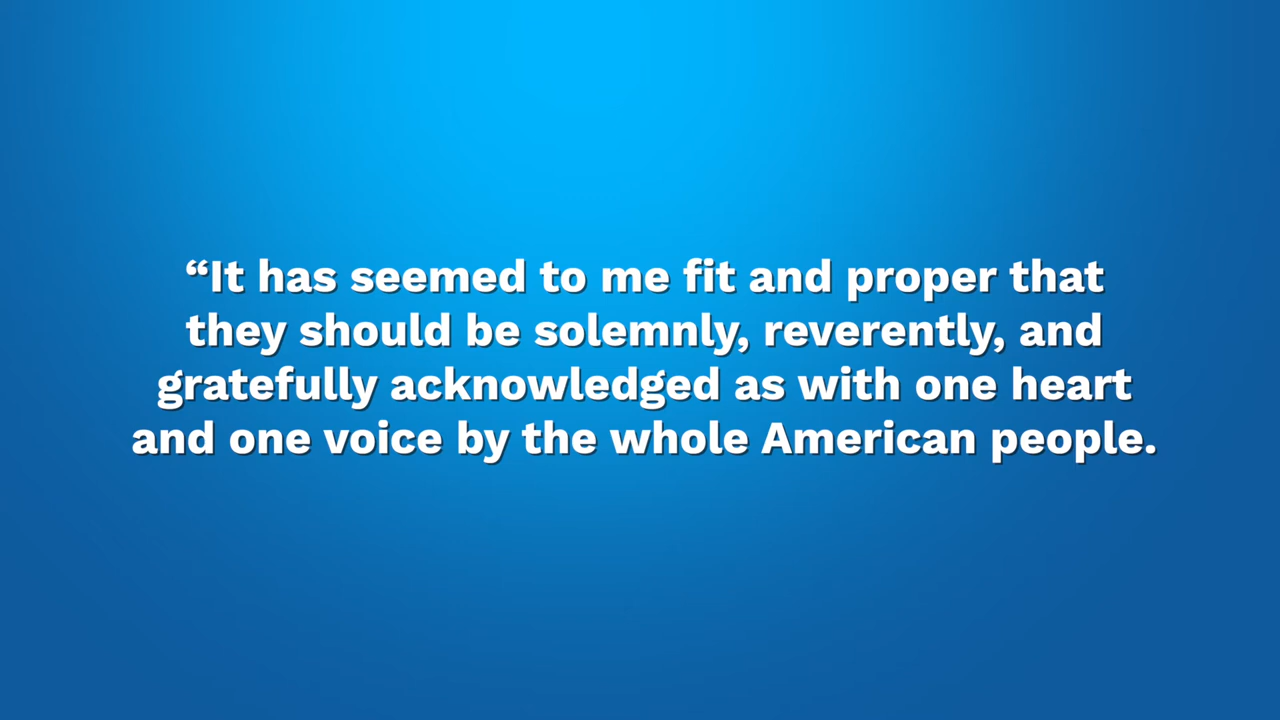 “It has seemed to me fit and proper that
they should be solemnly, reverently, and
gratefully acknowledged as with one heart
and one voice by the whole American people.